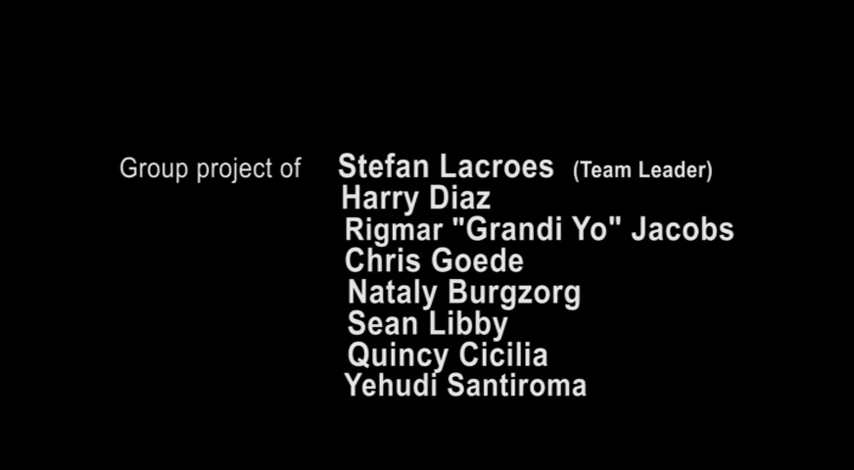 Group project of Stefan Lacroes (Team Leader)
Harry Diaz
Rigmar "Grandi Yo" Jacobs
Chris Goede
Nataly Burgzorg
Sean Libby
Quincy Cicilia
Yehudi Santiroma